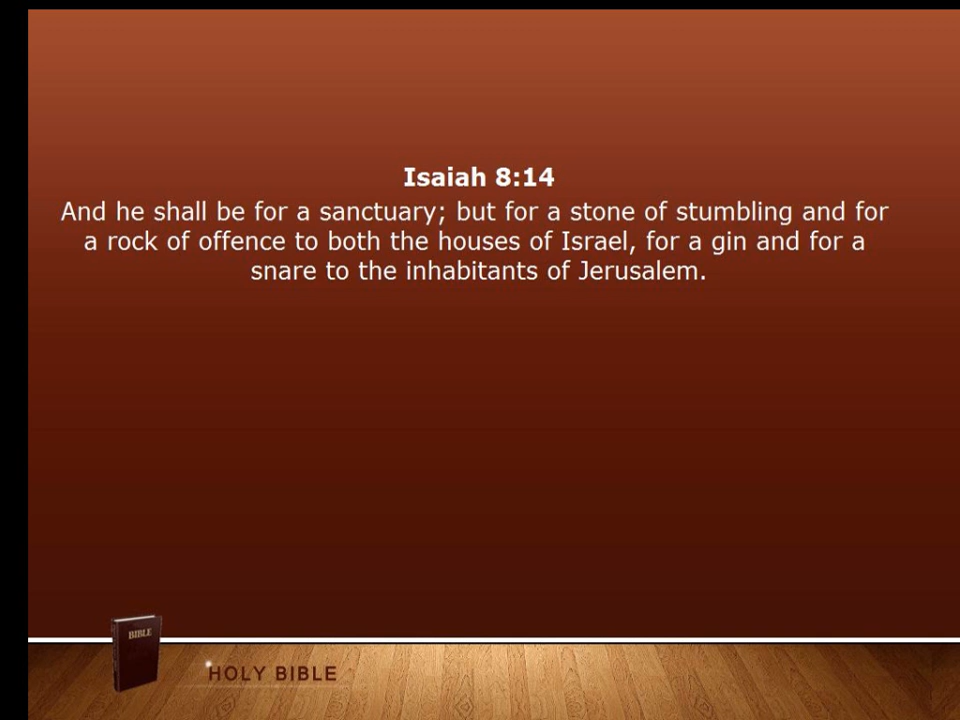 Isaiah 8:14
And he shall be for a sanctuary; but for a stone of stumbling and for
a rock of offence to both the houses of Israel, for a gin and for a
snare to the inhabitants of Jerusalem.
BIBLE
HOLY BIBLE